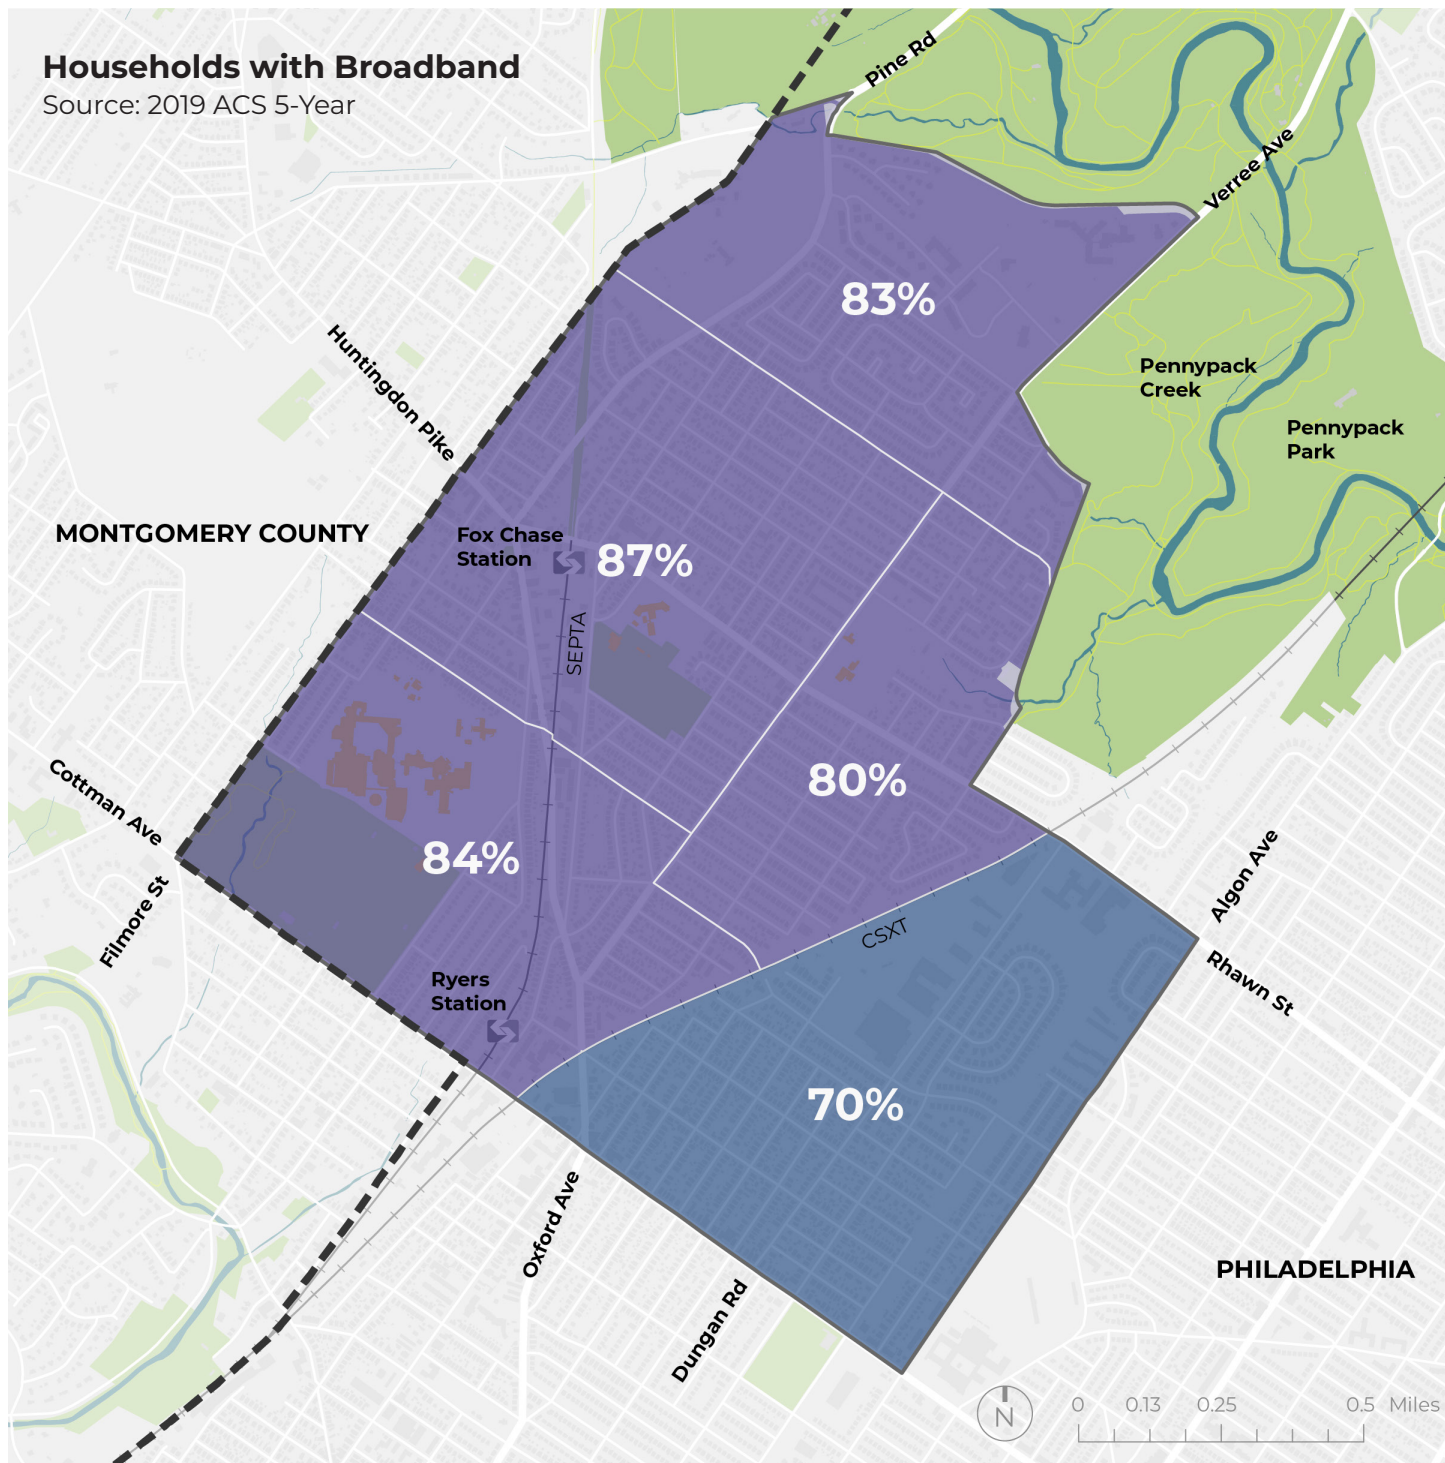 Households with Broadband
Source: 2019 ACS 5-Year
Pine Rd
Verree Ave
83%
Huntingdon Pike
Pennypack
Creek
Pennypack
Park
MONTGOMERY COUNTY
Fox Chase
Station
87%
SEPTA
80%
Cottman Ave
84%
Filmore St
Algon Ave
CSXT
Rhawn St
Ryers
Station
70%
Oxford Ave
Dungan Rd
PHILADELPHIA
N
0 0.13 0.25 0.5 Miles